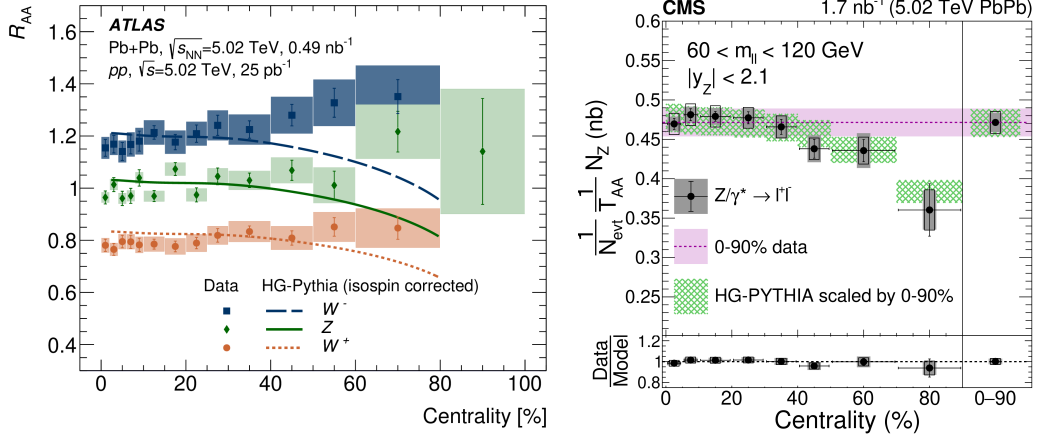 R_AA
1.6
1.4
1.2
1
0.8
0.6
0.4
ATLAS
Pb+Pb, √s_NN=5.02 TeV, 0.49 nb⁻¹
pp, √s=5.02 TeV, 25 pb⁻¹
Data HG-Pythia (isospin corrected)
W⁻
Z
W⁺
0 20 40 60 80 100
Centrality [%]
CMS 1.7 nb⁻¹ (5.02 TeV PbPb)
60 < m_ll < 120 GeV
|y_Z| < 2.1
1/N_evt 1/T_AA N_Z (nb)
0.6
0.55
0.5
0.45
0.4
0.35
0.3
0.25
Z/γ* → l⁺l⁻
0-90% data
HG-PYTHIA scaled by 0-90%
Data
Model
1.2
1
0.8
0 20 40 60 80 0–90
Centrality (%)